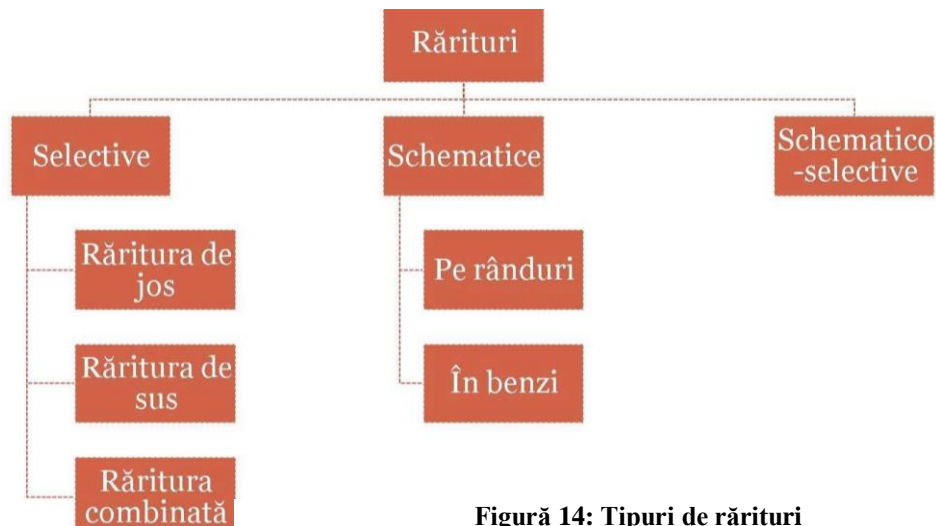 Rărituri
Selective
Schematice
Schematico
-selective
Răritura de
jos
Pe rânduri
Răritura de
sus
În benzi
Răritura
combinată
Figură 14: Tipuri de rărituri